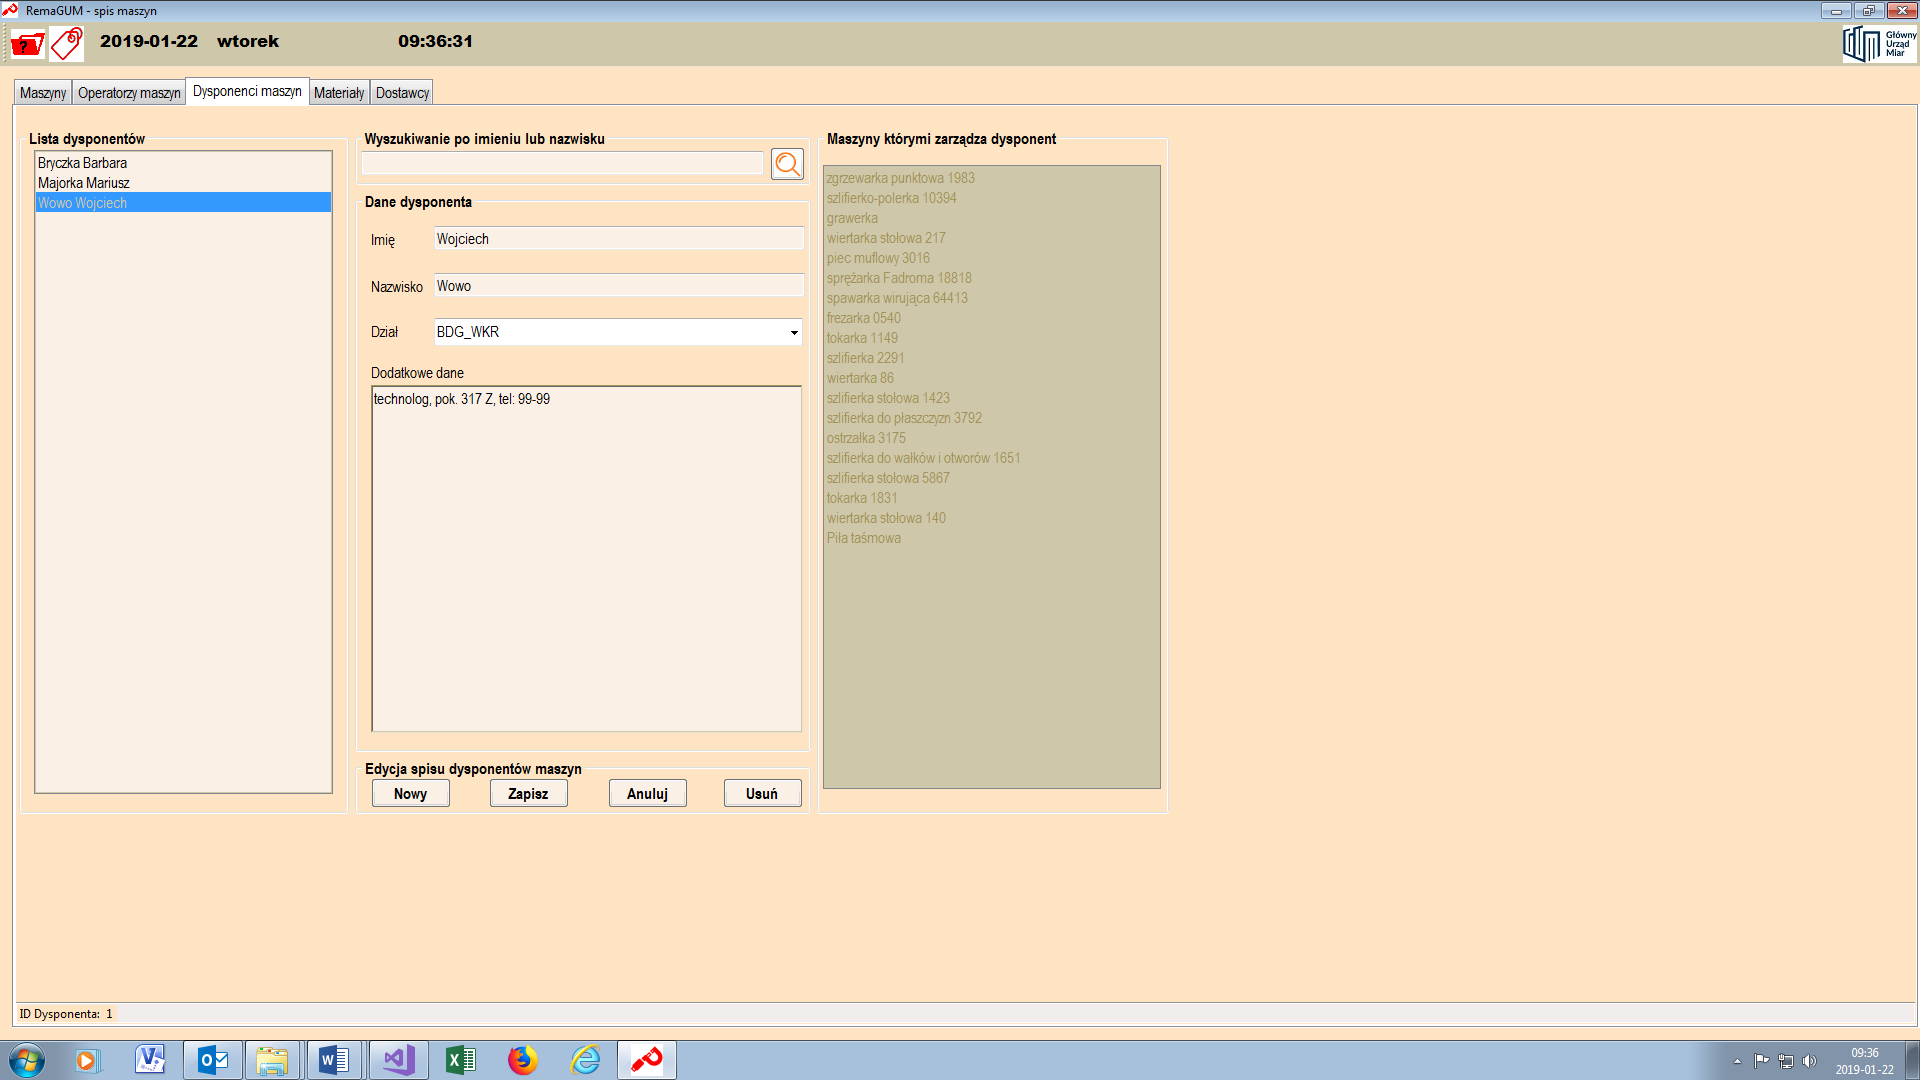 RemaGUM - spis maszyn
2019-01-22 wtorek 09:36:31
Główny
Urząd
Miar
Maszyny Operatorzy maszyn Dysponenci maszyn Materiały Dostawcy
Lista dysponentów
Bryczka Barbara
Majorka Mariusz
Wowo Wojciech
Wyszukiwanie po imieniu lub nazwisku
Dane dysponenta
Imię Wojciech
Nazwisko Wowo
Dział BDG_WKR
Dodatkowe dane
technolog, pok. 317 Z, tel: 99-99
Edycja spisu dysponentów maszyn
Nowy Zapisz Anuluj Usuń
Maszyny którymi zarządza dysponent
zgrzewarka punktowa 1983
szlifierko-polerka 10394
grawerka
wiertarka stołowa 217
piec muflowy 3016
sprężarka Fadroma 18818
spawarka wirująca 64413
frezarka 0540
tokarka 1149
szlifierka 2291
wiertarka 86
szlifierka stołowa 1423
szlifierka do płaszczyzn 3792
ostrzałka 3175
szlifierka do wałków i otworów 1651
szlifierka stołowa 5867
tokarka 1831
wiertarka stołowa 140
Piła taśmowa
ID Dysponenta: 1
09:36
2019-01-22